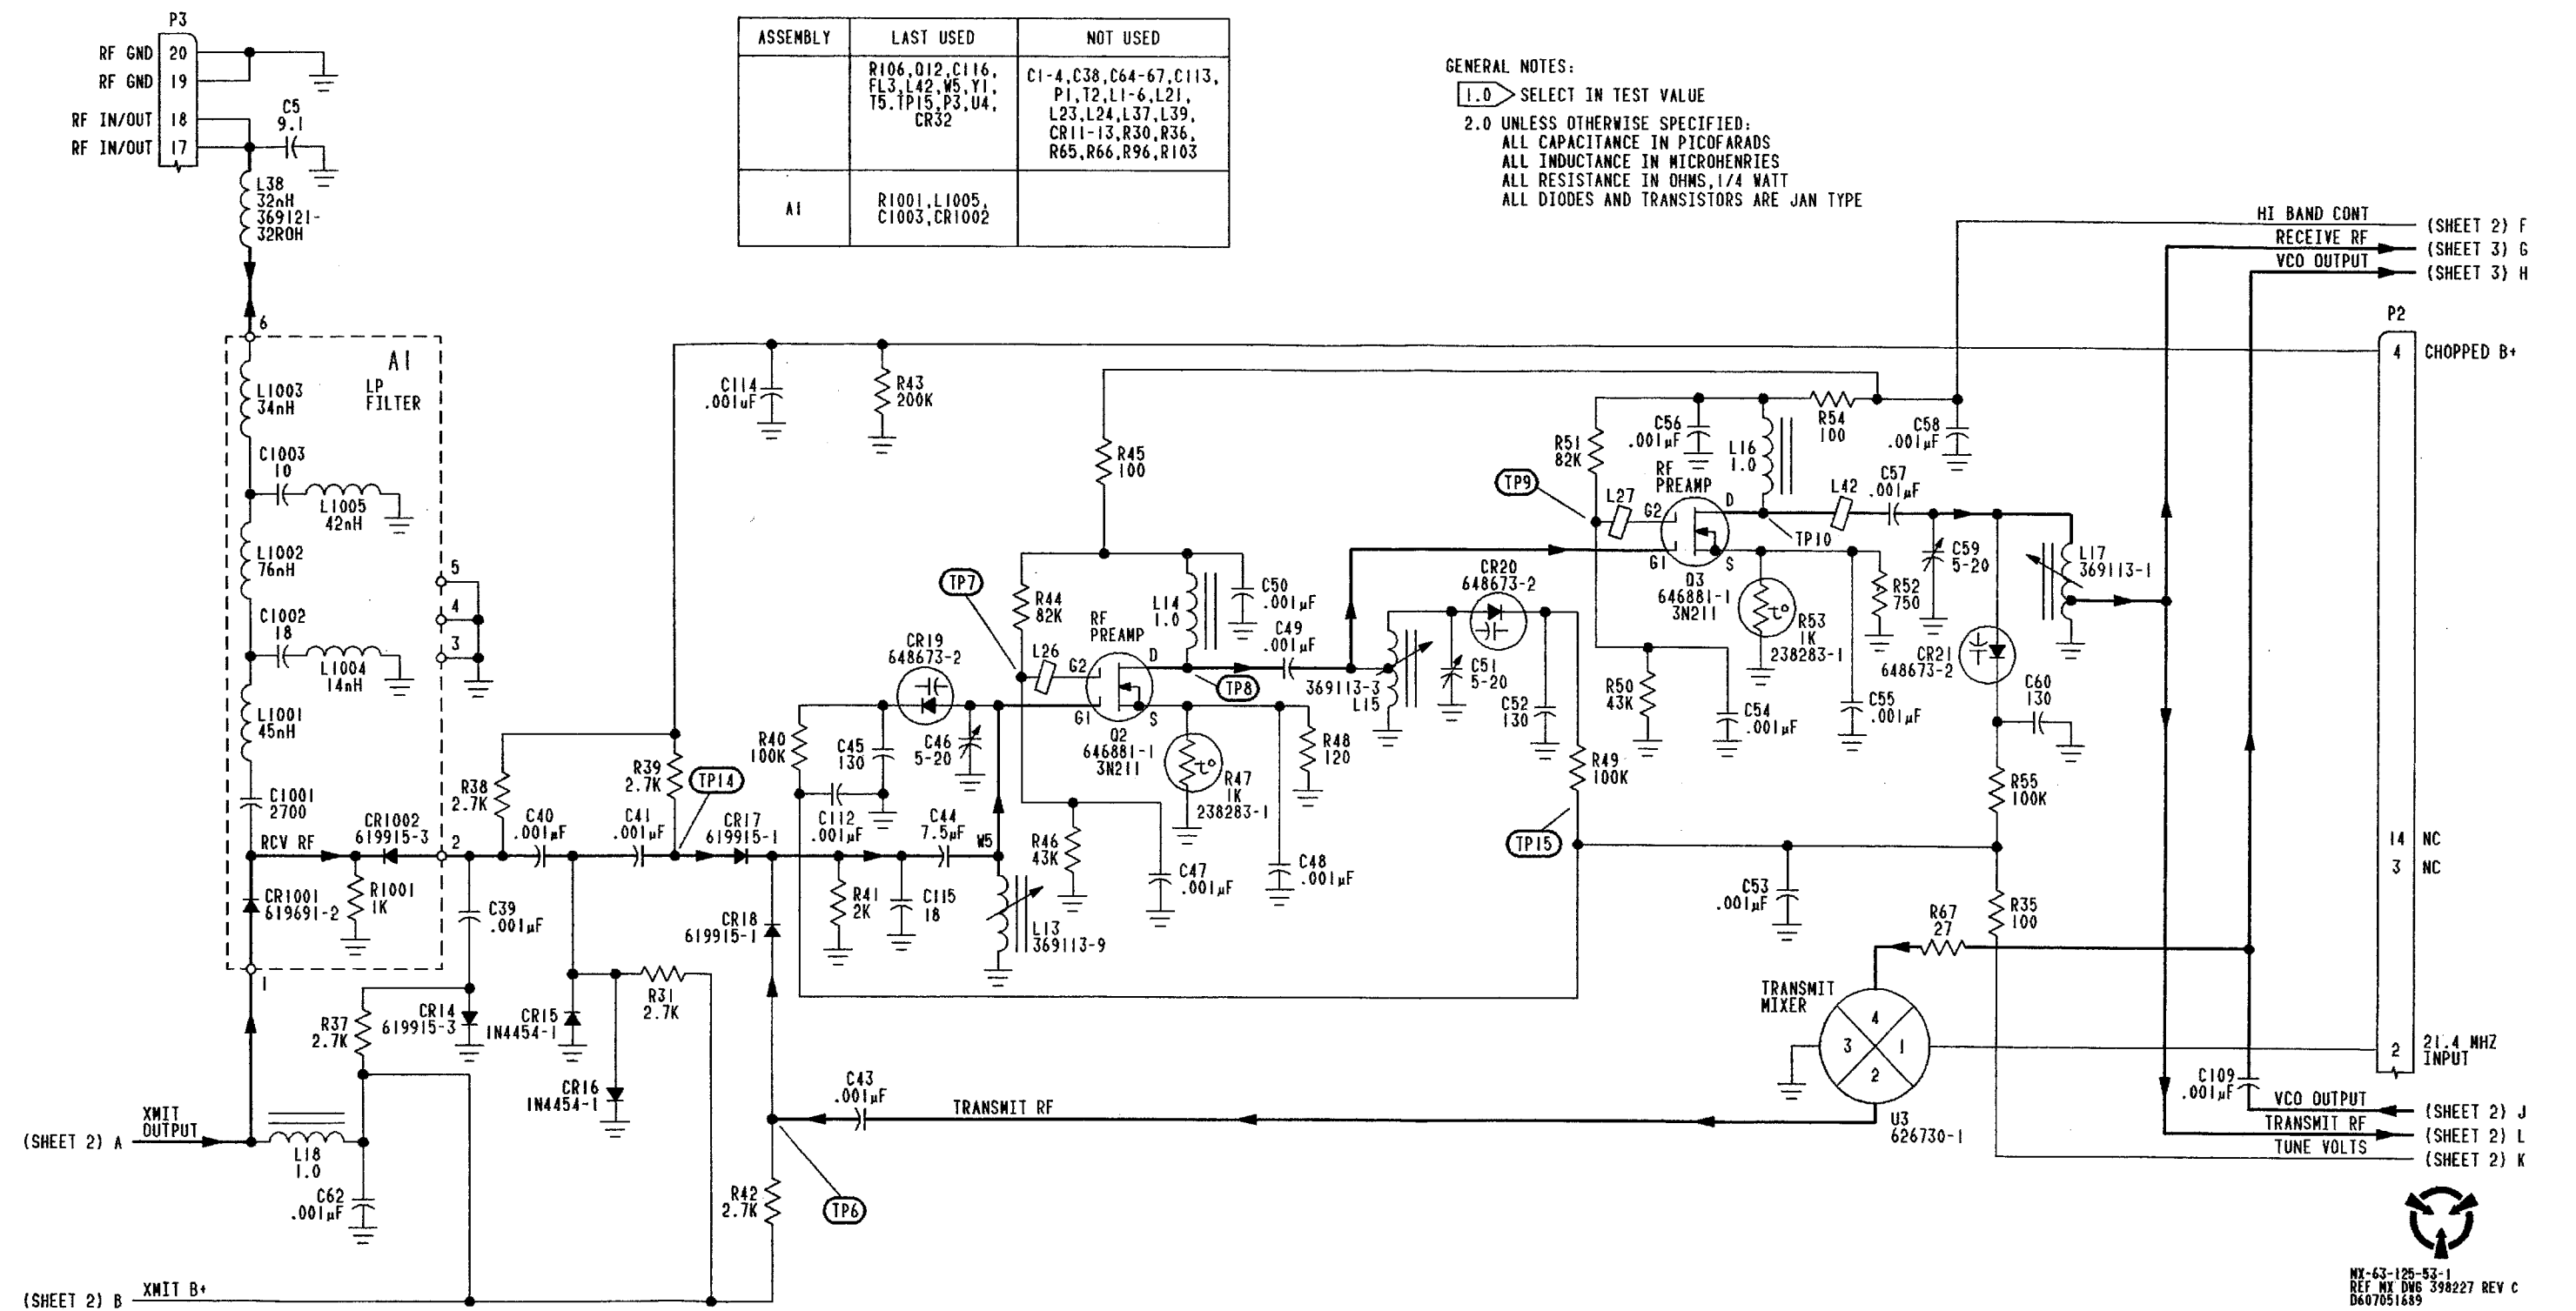 P3
RF GND 20
RF GND 19
RF IN/OUT 18
RF IN/OUT 17
C5
9.1
L38
32nH
369121-
32ROH
6
A1
LP
FILTER
L1003
34nH
C1003
10
L1005
42nH
L1002
76nH
C1002
18
L1004
14nH
L1001
45nH
5
4
3
C1001
2700
RCV RF
CR1002
619915-3
2
CR1001
619691-2
R1001
1K
1
ASSEMBLY
LAST USED
NOT USED
R106,Q12,C116,
FL3,L42,W5,Y1,
T5.TP15,P3,U4,
CR32
C1-4,C38,C64-67,C113,
P1,T2,L1-6,L21,
L23,L24,L37,L39,
CR11-13,R30,R36,
R65,R66,R96,R103
A1
R1001,L1005,
C1003,CR1002
GENERAL NOTES:
1.0 SELECT IN TEST VALUE
2.0 UNLESS OTHERWISE SPECIFIED:
ALL CAPACITANCE IN PICOFARADS
ALL INDUCTANCE IN MICROHENRIES
ALL RESISTANCE IN OHMS,1/4 WATT
ALL DIODES AND TRANSISTORS ARE JAN TYPE
HI BAND CONT (SHEET 2) F
RECEIVE RF (SHEET 3) G
VCO OUTPUT (SHEET 3) H
P2
4 CHOPPED B+
C114
.001uF
R43
200K
R45
100
R51
82K
C56
.001µF
L16
1.0
R54
100
C58
.001µF
TP9
L27
RF
PREAMP
G2
D
G1
S
Q3
646881-1
3N211
TP10
L42
C57
.001µF
C59
5-20
L17
369113-1
R53
1K
238283-1
t°
R52
750
C55
.001µF
CR21
648673-2
C60
130
R50
43K
C54
.001µF
R55
100K
TP7
R44
82K
L26
RF
PREAMP
L14
1.0
C50
.001µF
G2
D
G1
S
Q2
646881-1
3N211
TP8
C49
.001µF
CR20
648673-2
369113-3
L15
C51
5-20
C52
130
R49
100K
TP15
CR19
648673-2
R40
100K
C45
130
C46
5-20
C112
.001µF
t°
R47
1K
238283-1
R48
120
R38
2.7K
R39
2.7K
TP14
C40
.001µF
C41
.001µF
CR17
619915-1
C44
7.5µF
W5
R46
43K
C47
.001µF
C48
.001µF
C39
.001µF
R41
2K
C115
18
L13
369113-9
CR18
619915-1
C53
.001µF
R35
100
R67
27
14 NC
3 NC
R37
2.7K
CR14
619915-3
CR15
1N4454-1
R31
2.7K
CR16
1N4454-1
TRANSMIT
MIXER
4
3
1
2
U3
626730-1
2 21.4 MHZ
INPUT
C109
.001µF
(SHEET 2) A XMIT
OUTPUT
L18
1.0
C62
.001µF
C43
.001µF
TRANSMIT RF
R42
2.7K
TP6
VCO OUTPUT (SHEET 2) J
TRANSMIT RF (SHEET 2) L
TUNE VOLTS (SHEET 2) K
(SHEET 2) B XMIT B+
MX-63-125-53-1
REF MX DWG 398227 REV C
D607051689